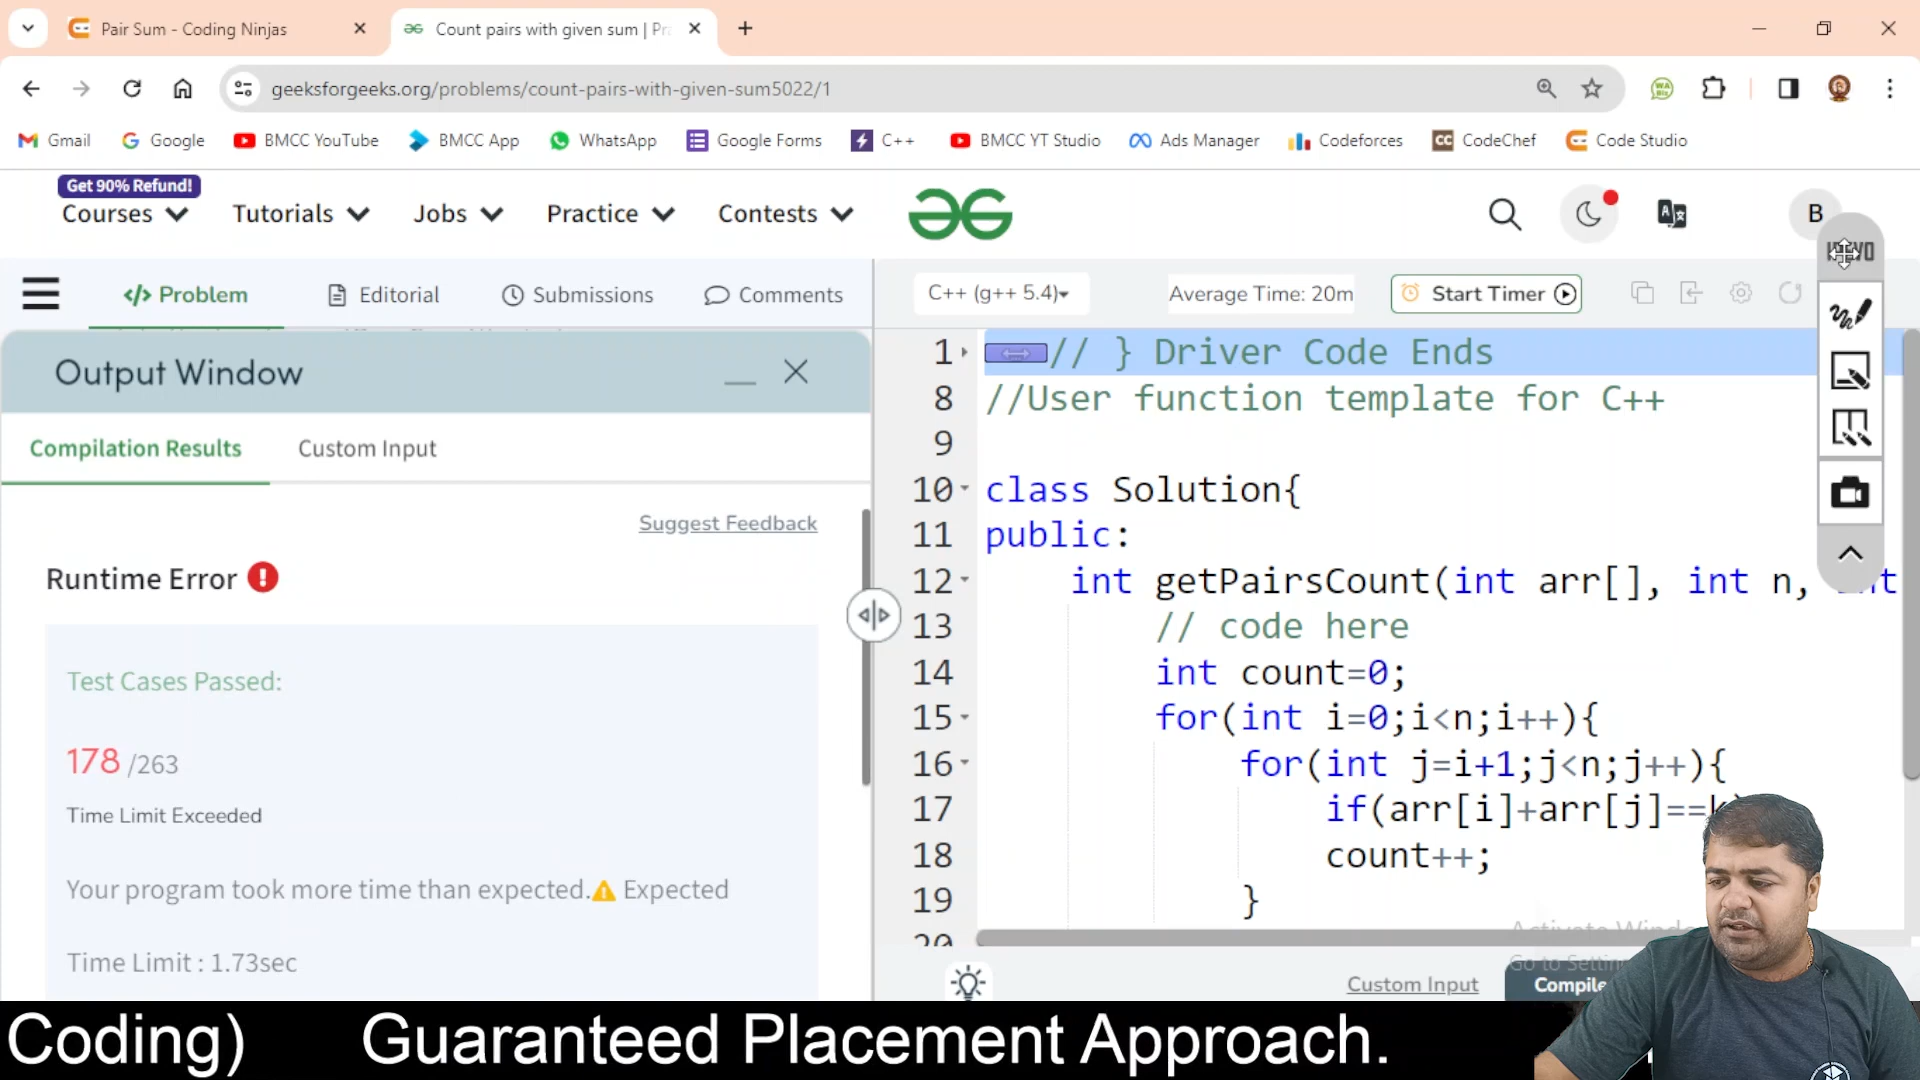 Pair Sum - Coding Ninjas
Count pairs with given sum | Pra
geeksforgeeks.org/problems/count-pairs-with-given-sum5022/1
Gmail
Google
BMCC YouTube
BMCC App
WhatsApp
Google Forms
C++
BMCC YT Studio
Ads Manager
Codeforces
CodeChef
Code Studio
Get 90% Refund!
Courses
Tutorials
Jobs
Practice
Contests
B
</> Problem
Editorial
Submissions
Comments
C++ (g++ 5.4)
Average Time: 20m
Start Timer
Output Window
Compilation Results
Custom Input
Suggest Feedback
Runtime Error
Test Cases Passed:
178 /263
Time Limit Exceeded
Your program took more time than expected. Expected
Time Limit : 1.73sec
1 // } Driver Code Ends
8 //User function template for C++
9
10 class Solution{
11 public:
12 int getPairsCount(int arr[], int n, int
13 // code here
14 int count=0;
15 for(int i=0;i<n;i++){
16 for(int j=i+1;j<n;j++){
17 if(arr[i]+arr[j]==k)
18 count++;
19 }
20
Custom Input
Compile
Coding) Guaranteed Placement Approach.